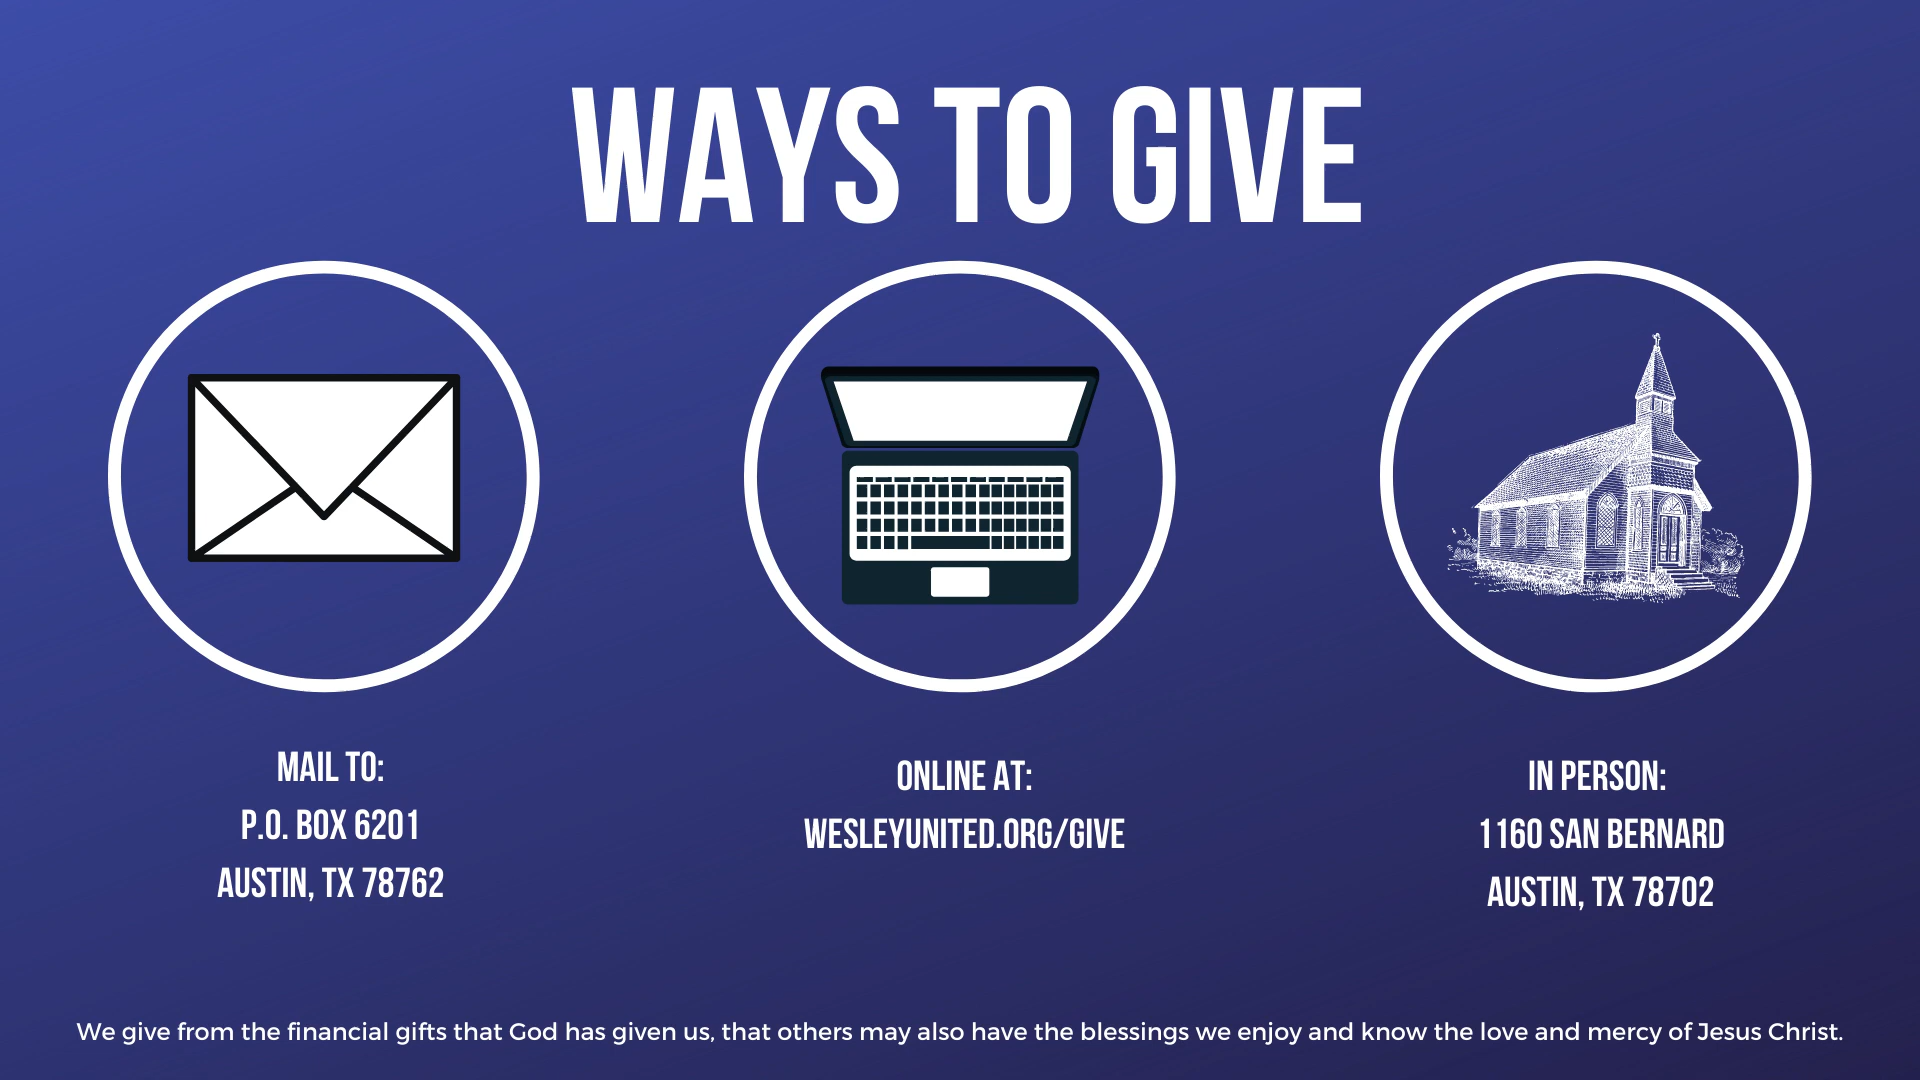 WAYS TO GIVE
MAIL TO:
P.O. BOX 6201
AUSTIN, TX 78762
ONLINE AT:
WESLEYUNITED.ORG/GIVE
IN PERSON:
1160 SAN BERNARD
AUSTIN, TX 78702
We give from the financial gifts that God has given us, that others may also have the blessings we enjoy and know the love and mercy of Jesus Christ.